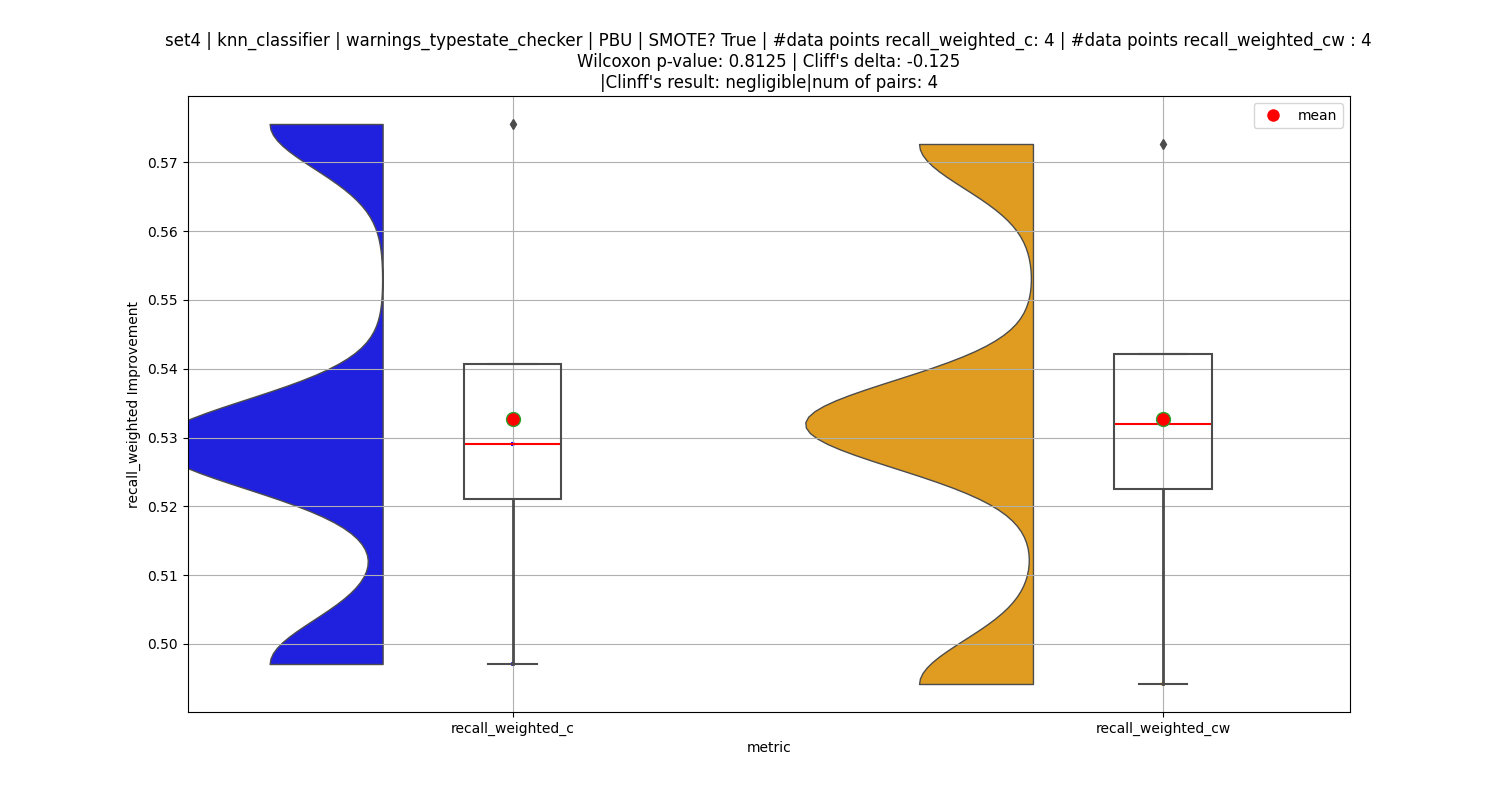 set4 | knn_classifier | warnings_typestate_checker | PBU | SMOTE? True | #data points recall_weighted_c: 4 | #data points recall_weighted_cw : 4
Wilcoxon p-value: 0.8125 | Cliff's delta: -0.125
|Clinff's result: negligible|num of pairs: 4
mean
0.57
0.56
0.55
0.54
0.53
0.52
0.51
0.50
recall_weighted Improvement
recall_weighted_c
recall_weighted_cw
metric